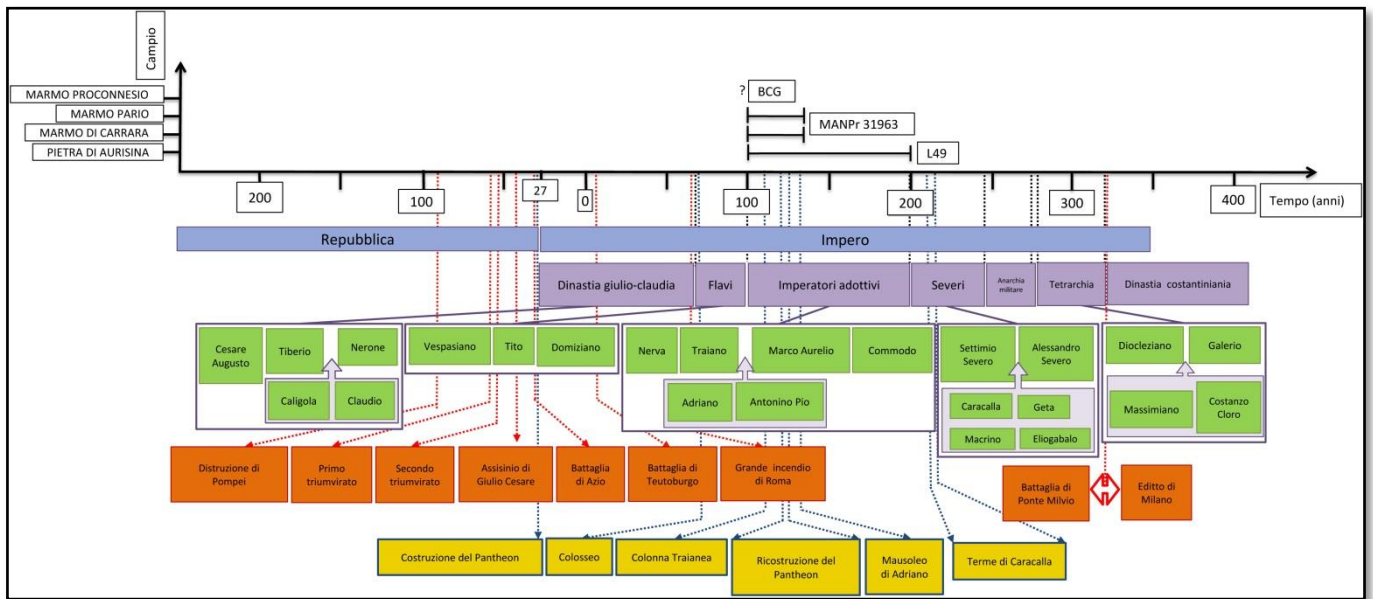 Campio
MARMO PROCONNESIO
MARMO PARIO
MARMO DI CARRARA
PIETRA DI AURISINA
? BCG
MANPr 31963
L49
200
100
27
0
100
200
300
400
Tempo (anni)
Repubblica
Impero
Dinastia giulio-claudia
Flavi
Imperatori adottivi
Severi
Anarchia
militare
Tetrarchia
Dinastia costantiniania
Cesare
Augusto
Tiberio
Nerone
Caligola
Claudio
Vespasiano
Tito
Domiziano
Nerva
Traiano
Marco Aurelio
Commodo
Adriano
Antonino Pio
Settimio
Severo
Alessandro
Severo
Caracalla
Geta
Macrino
Eliogabalo
Diocleziano
Galerio
Massimiano
Costanzo
Cloro
Distruzione di
Pompei
Primo
triumvirato
Secondo
triumvirato
Assisinio di
Giulio Cesare
Battaglia
di Azio
Battaglia di
Teutoburgo
Grande incendio
di Roma
Battaglia di
Ponte Milvio
Editto di
Milano
Costruzione del Pantheon
Colosseo
Colonna Traianea
Ricostruzione del
Pantheon
Mausoleo
di Adriano
Terme di Caracalla